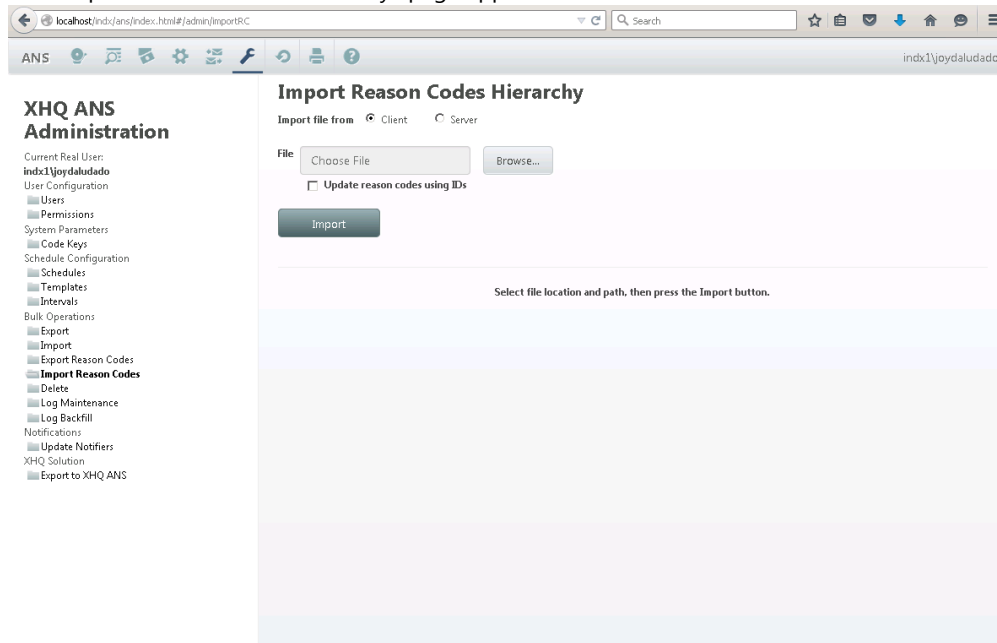 localhost/indx/ans/index.html#/admin/importRC
Search
ANS
indx1\joydaludado
XHQ ANS
Administration
Current Real User:
indx1\joydaludado
User Configuration
Users
Permissions
System Parameters
Code Keys
Schedule Configuration
Schedules
Templates
Intervals
Bulk Operations
Export
Import
Export Reason Codes
Import Reason Codes
Delete
Log Maintenance
Log Backfill
Notifications
Update Notifiers
XHQ Solution
Export to XHQ ANS
Import Reason Codes Hierarchy
Import file from Client Server
File Choose File Browse...
Update reason codes using IDs
Import
Select file location and path, then press the Import button.